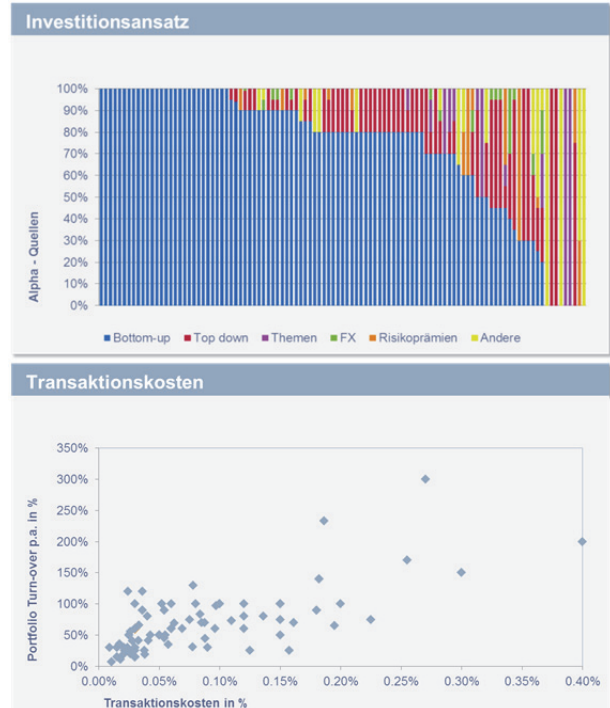 Investitionsansatz
100%
90%
80%
70%
60%
50%
40%
30%
20%
10%
0%
Alpha - Quellen
Bottom-up Top down Themen FX Risikoprämien Andere
Transaktionskosten
350%
300%
250%
200%
150%
100%
50%
0%
Portfolio Turn-over p.a. in %
0.00% 0.05% 0.10% 0.15% 0.20% 0.25% 0.30% 0.35% 0.40%
Transaktionskosten in %